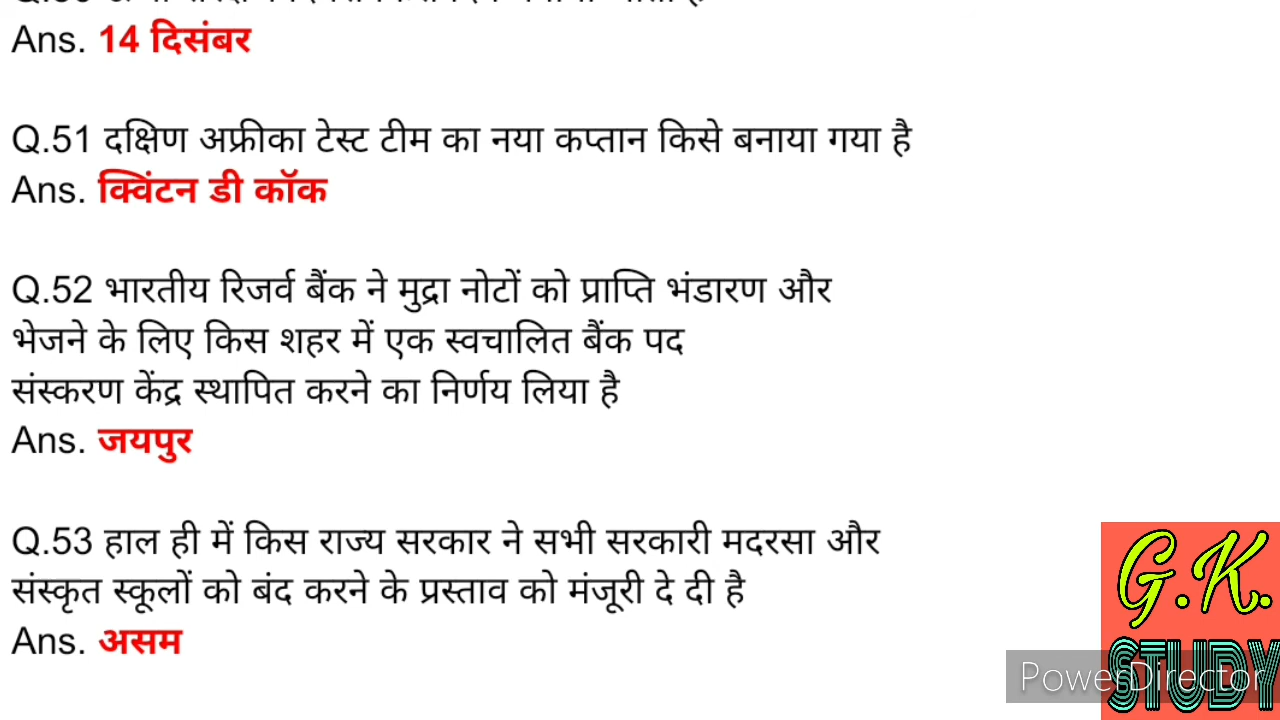 Ans. 14 दिसंबर
Q.51 दक्षिण अफ्रीका टेस्ट टीम का नया कप्तान किसे बनाया गया है
Ans. क्विंटन डी कॉक
Q.52 भारतीय रिजर्व बैंक ने मुद्रा नोटों को प्राप्ति भंडारण और
भेजने के लिए किस शहर में एक स्वचालित बैंक पद
संस्करण केंद्र स्थापित करने का निर्णय लिया है
Ans. जयपुर
Q.53 हाल ही में किस राज्य सरकार ने सभी सरकारी मदरसा और
संस्कृत स्कूलों को बंद करने के प्रस्ताव को मंजूरी दे दी है
Ans. असम
G.K.
STUDY
PowerDirector